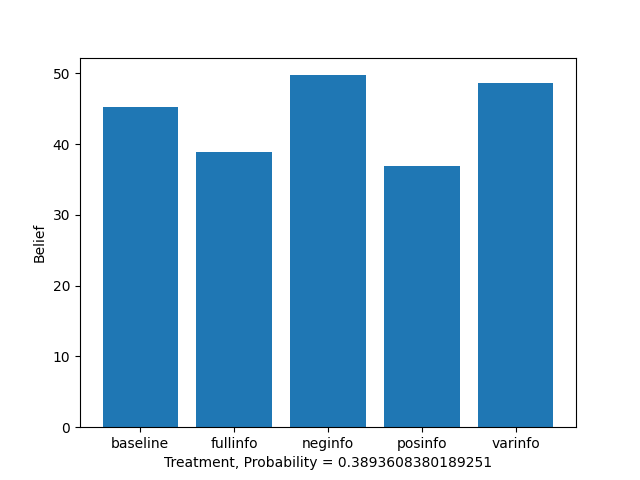 50
40
30
20
10
0
Belief
baseline fullinfo neginfo posinfo varinfo
Treatment, Probability = 0.3893608380189251